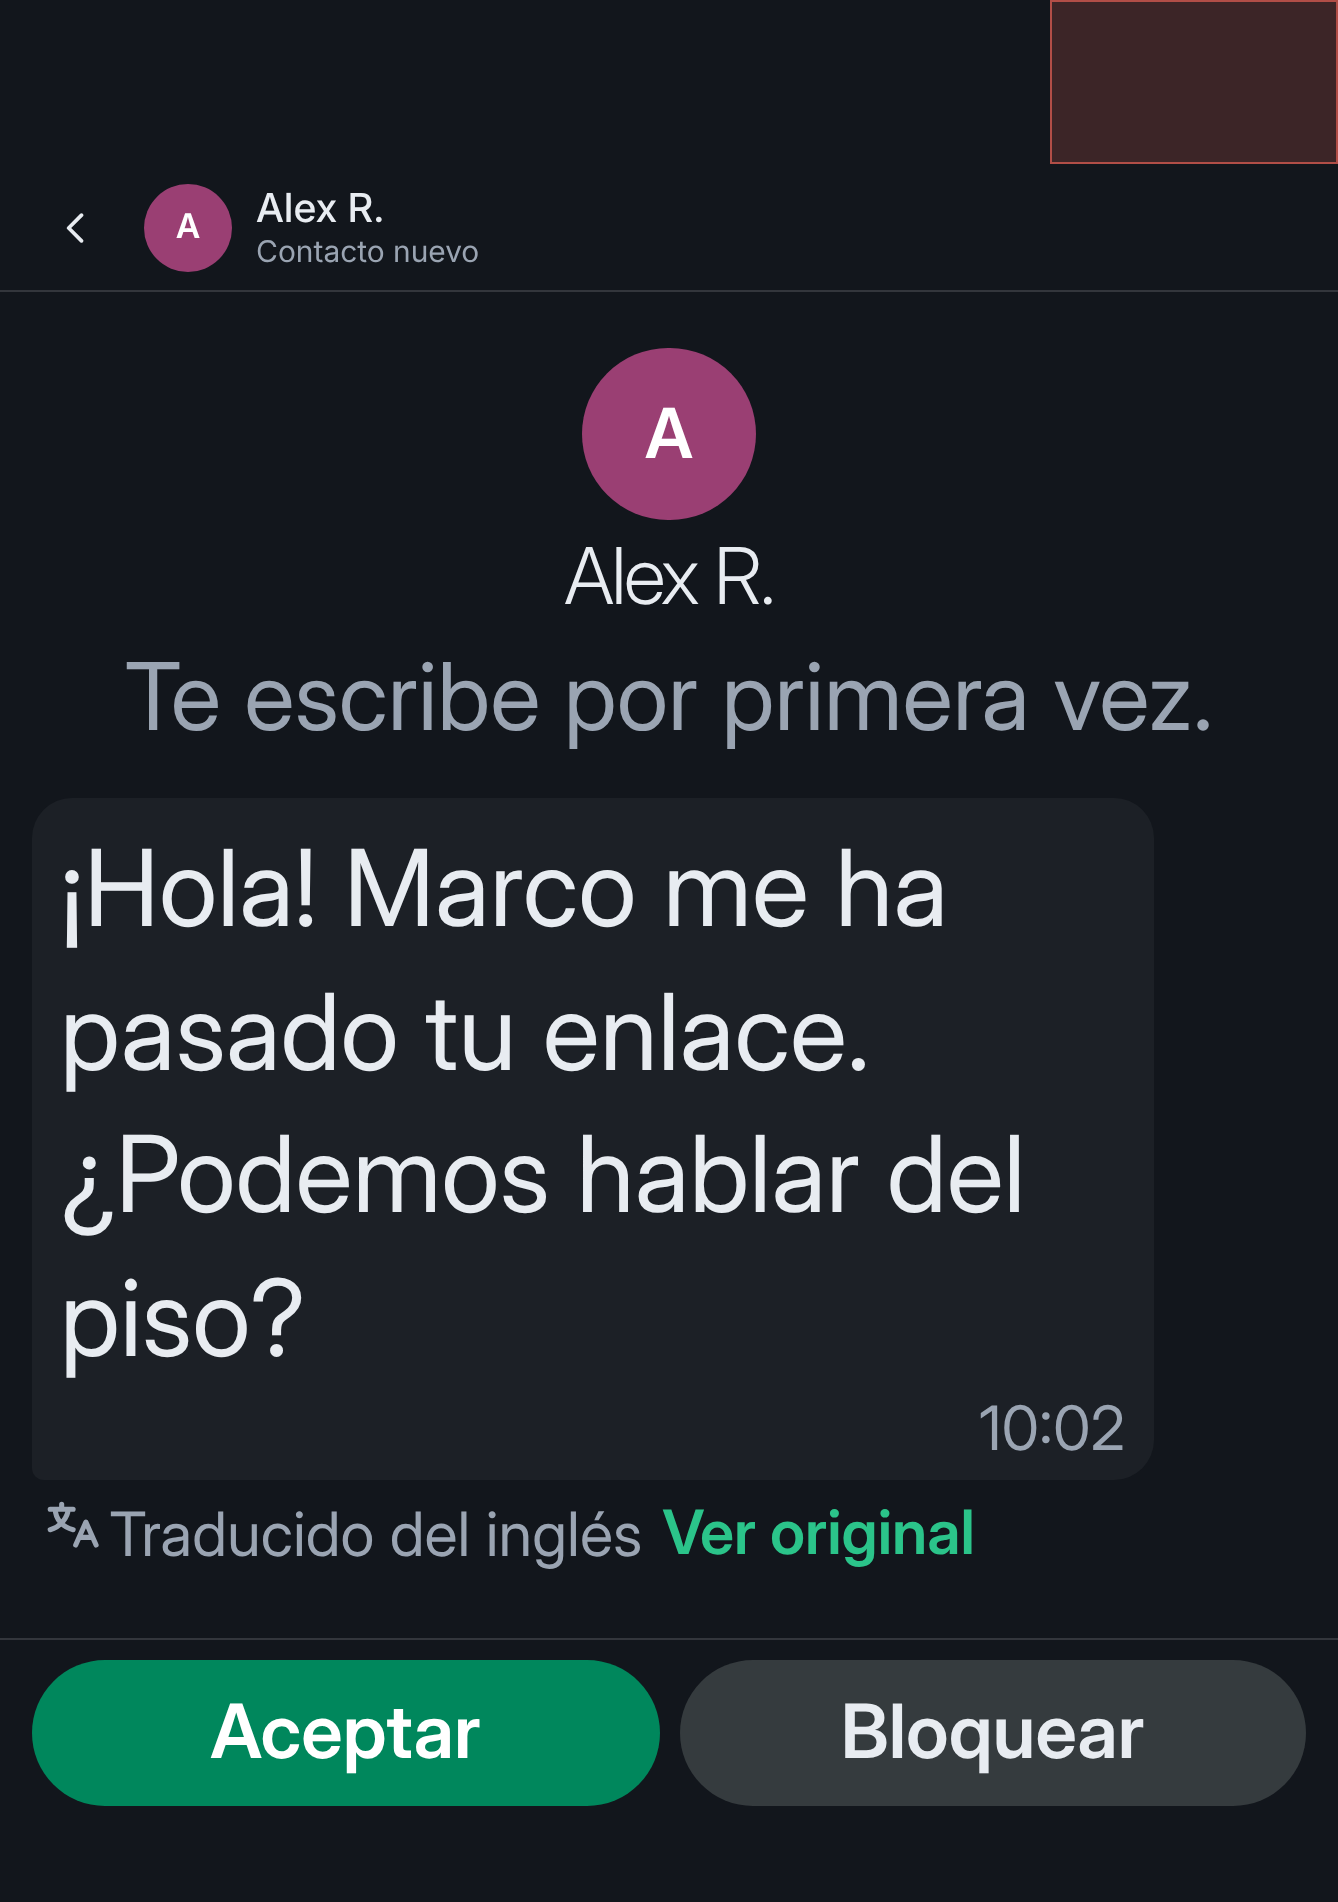 A
Alex R.
Contacto nuevo
A
Alex R.
Te escribe por primera vez.
¡Hola! Marco me ha
pasado tu enlace.
¿Podemos hablar del
piso?
10:02
Traducido del inglés Ver original
Aceptar
Bloquear